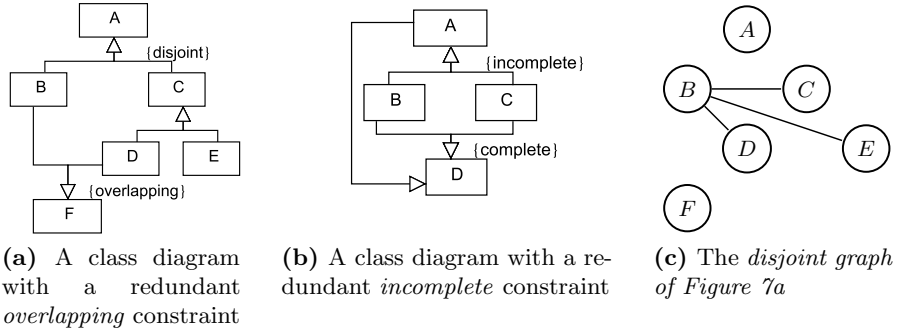 A
{disjoint}
B
C
D
E
{overlapping}
F
A
{incomplete}
B
C
{complete}
D
A
B
C
D
E
F
(a) A class diagram
with a redundant
overlapping constraint
(b) A class diagram with a re-
dundant incomplete constraint
(c) The disjoint graph
of Figure 7a